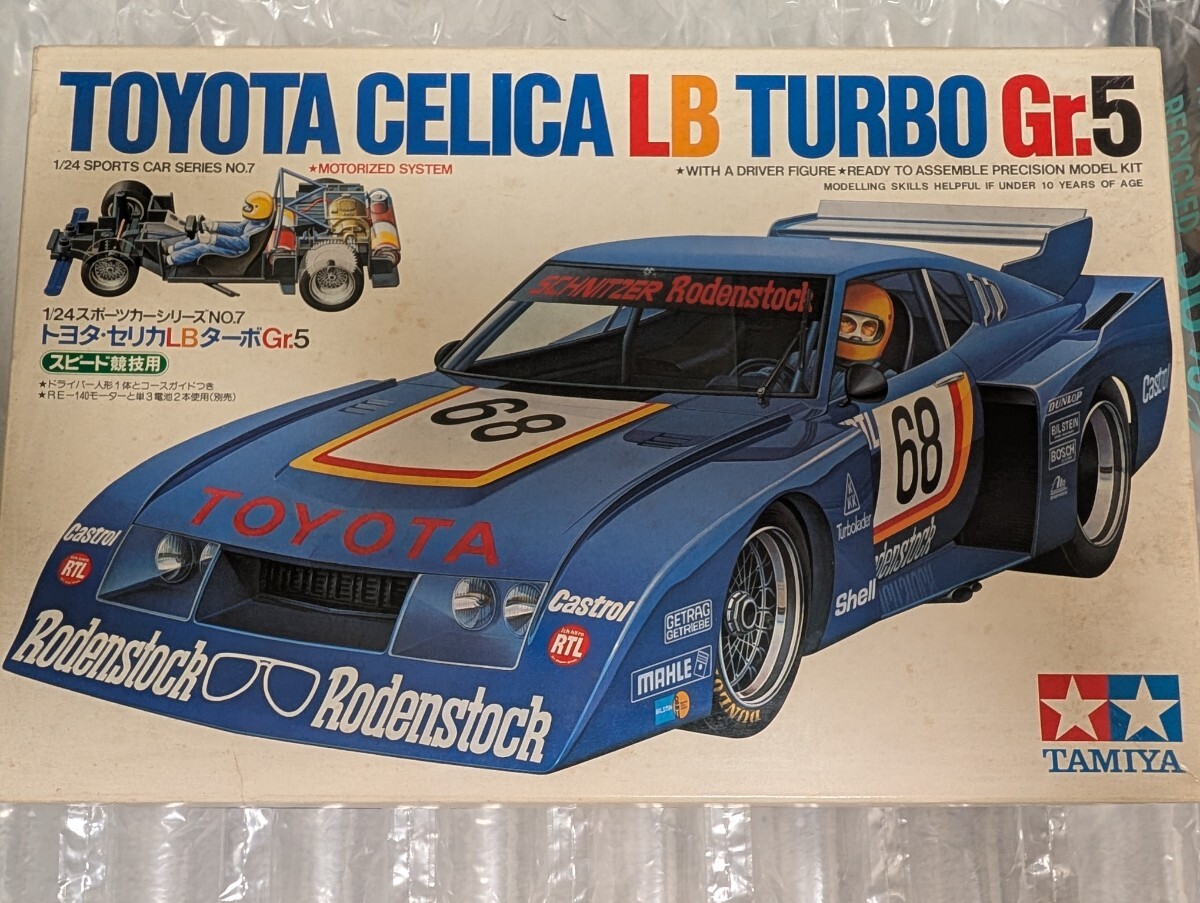 TOYOTA CELICA LB TURBO Gr.5
1/24 SPORTS CAR SERIES NO.7 ★MOTORIZED SYSTEM
★WITH A DRIVER FIGURE ★READY TO ASSEMBLE PRECISION MODEL KIT
MODELLING SKILLS HELPFUL IF UNDER 10 YEARS OF AGE
1/24スポーツカーシリーズNO.7
トヨタ・セリカLBターボGr.5
スピード競技用
★ドライバー人形1体とコースガイドつき
★RE-140モーターと単3電池2本使用(別売)
SCHNITZER Rodenstock
68
TOYOTA
Castrol
RTL
Rodenstock
Rodenstock
Castrol
Ich höre
RTL
GETRAG
GETRIEBE
MAHLE
BILSTEIN
DUNLOP
Turbolader
Shell
RTL
68
Rodenstock
DUNLOP
BILSTEIN
BOSCH
Castrol
TAMIYA
RECYCLED